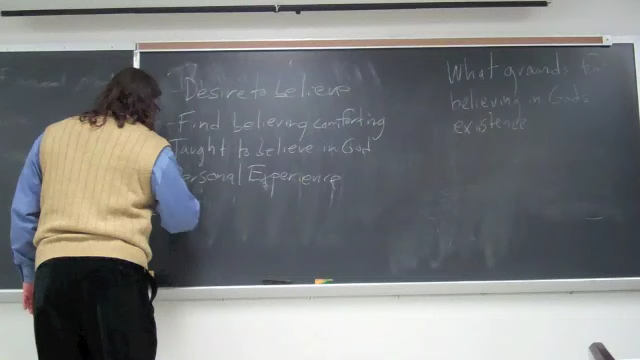 Desire to believe
Find believing comforting
Taught to believe in God
Personal Experience
What grounds for
believing in God's
existence